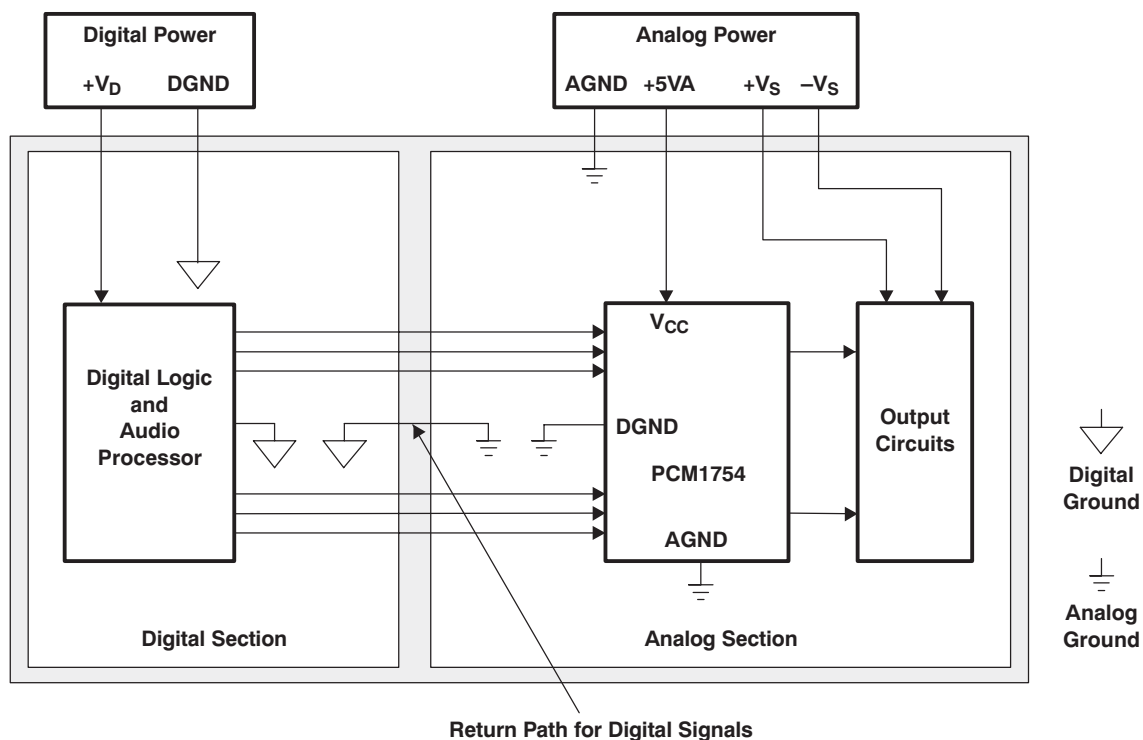 Digital Power
+VD DGND
Analog Power
AGND +5VA +VS –VS
Digital Logic
and
Audio
Processor
VCC
DGND
PCM1754
AGND
Output
Circuits
Digital
Ground
Analog
Ground
Digital Section
Analog Section
Return Path for Digital Signals